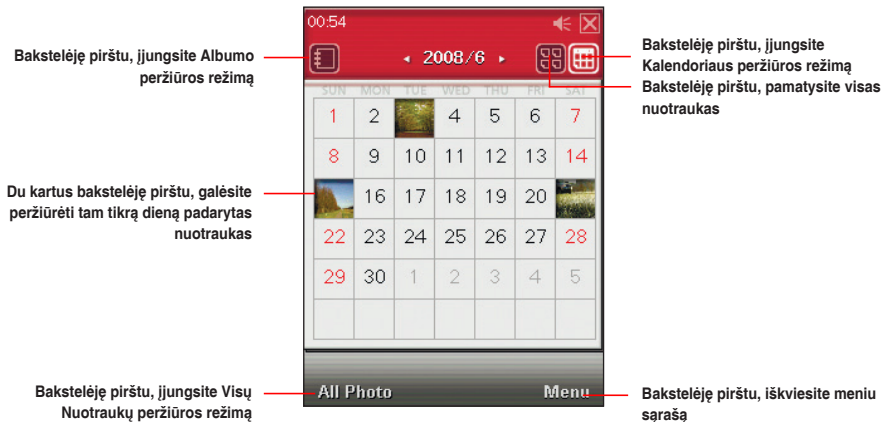 00:54
2008/6
SUN MON TUE WED THU FRI SAT
1 2 4 5 6 7
8 9 10 11 12 13 14
16 17 18 19 20
22 23 24 25 26 27 28
29 30 1 2 3 4 5
All Photo
Menu
Bakstelėję pirštu, įjungsite Albumo
peržiūros režimą
Du kartus bakstelėję pirštu, galėsite
peržiūrėti tam tikrą dieną padarytas
nuotraukas
Bakstelėję pirštu, įjungsite Visų
Nuotraukų peržiūros režimą
Bakstelėję pirštu, įjungsite
Kalendoriaus peržiūros režimą
Bakstelėję pirštu, pamatysite visas
nuotraukas
Bakstelėję pirštu, iškviesite meniu
sąrašą